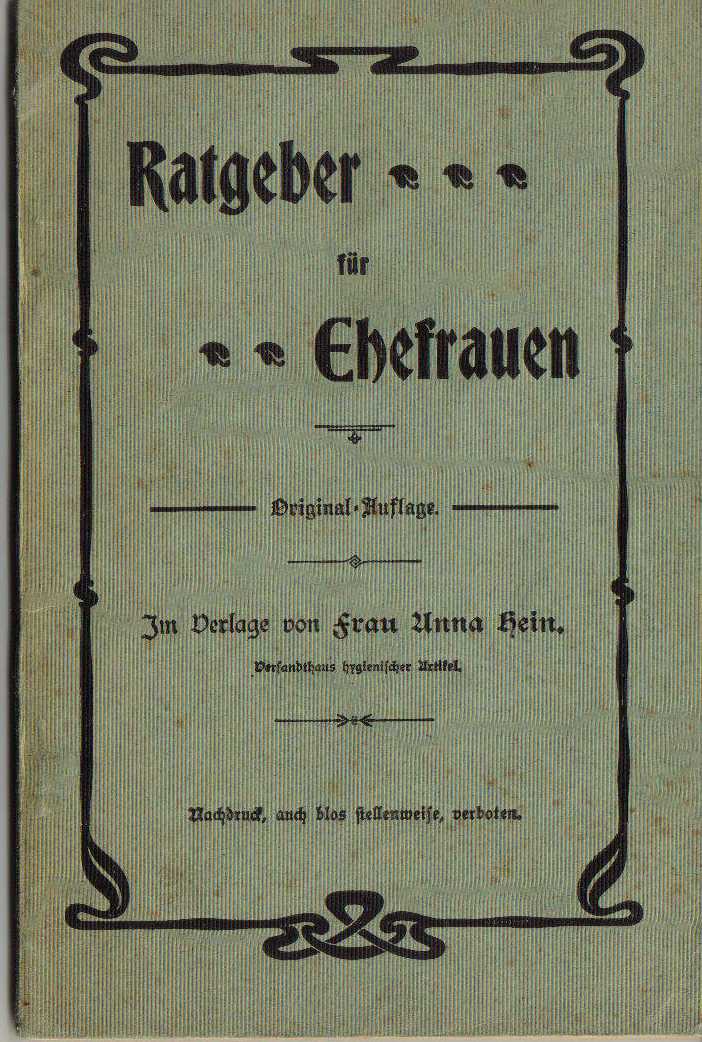 Ratgeber
für
Ehefrauen
Original-Auflage.
Im Verlage von Frau Anna Hein.
Versandthaus hygienischer Artikel.
Nachdruck, auch blos stellenweise, verboten.